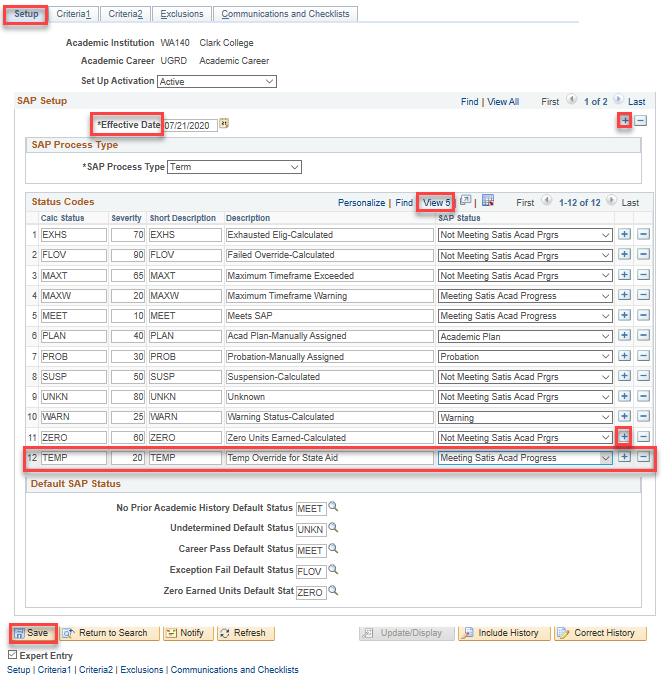 Setup Criteria1 Criteria2 Exclusions Communications and Checklists
Academic Institution WA140 Clark College
Academic Career UGRD Academic Career
Set Up Activation Active
SAP Setup Find | View All First 1 of 2 Last
*Effective Date 07/21/2020
SAP Process Type
*SAP Process Type Term
Status Codes Personalize | Find | View 5 | | First 1-12 of 12 Last
Calc Status Severity Short Description Description SAP Status
1 EXHS 70 EXHS Exhausted Elig-Calculated Not Meeting Satis Acad Prgrs
2 FLOV 90 FLOV Failed Override-Calculated Not Meeting Satis Acad Prgrs
3 MAXT 65 MAXT Maximum Timeframe Exceeded Not Meeting Satis Acad Prgrs
4 MAXW 20 MAXW Maximum Timeframe Warning Meeting Satis Acad Progress
5 MEET 10 MEET Meets SAP Meeting Satis Acad Progress
6 PLAN 40 PLAN Acad Plan-Manually Assigned Academic Plan
7 PROB 30 PROB Probation-Manually Assigned Probation
8 SUSP 50 SUSP Suspension-Calculated Not Meeting Satis Acad Prgrs
9 UNKN 80 UNKN Unknown Not Meeting Satis Acad Prgrs
10 WARN 25 WARN Warning Status-Calculated Warning
11 ZERO 60 ZERO Zero Units Earned-Calculated Not Meeting Satis Acad Prgrs
12 TEMP 20 TEMP Temp Override for State Aid Meeting Satis Acad Progress
Default SAP Status
No Prior Academic History Default Status MEET
Undetermined Default Status UNKN
Career Pass Default Status MEET
Exception Fail Default Status FLOV
Zero Earned Units Default Stat ZERO
Save Return to Search Notify Refresh Update/Display Include History Correct History
Expert Entry
Setup | Criteria1 | Criteria2 | Exclusions | Communications and Checklists